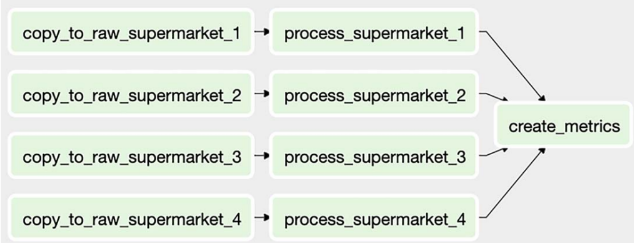 copy_to_raw_supermarket_1 process_supermarket_1
copy_to_raw_supermarket_2 process_supermarket_2
create_metrics
copy_to_raw_supermarket_3 process_supermarket_3
copy_to_raw_supermarket_4 process_supermarket_4